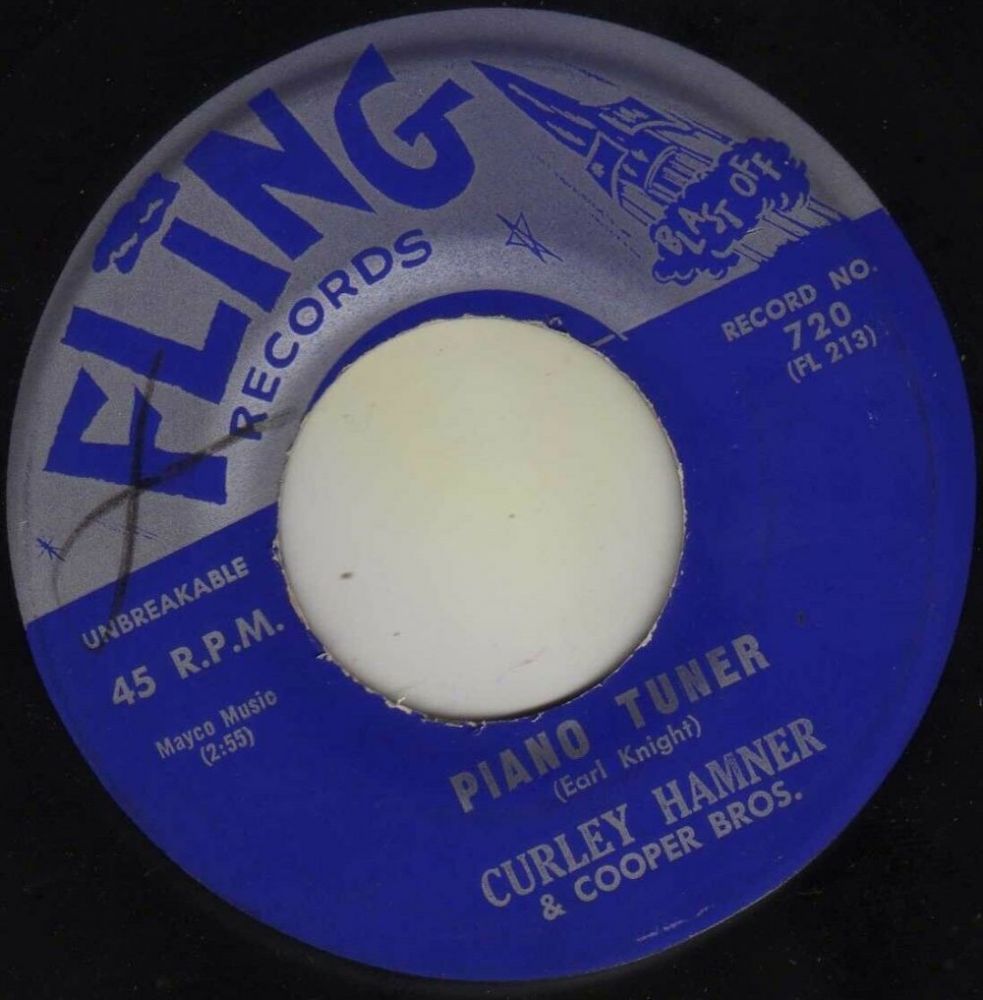 FLING
RECORDS
BLAST OFF
RECORD NO.
720
(FL 213)
UNBREAKABLE
45 R.P.M.
Mayco Music
(2:55)
PIANO TUNER
(Earl Knight)
CURLEY HAMNER
& COOPER BROS.